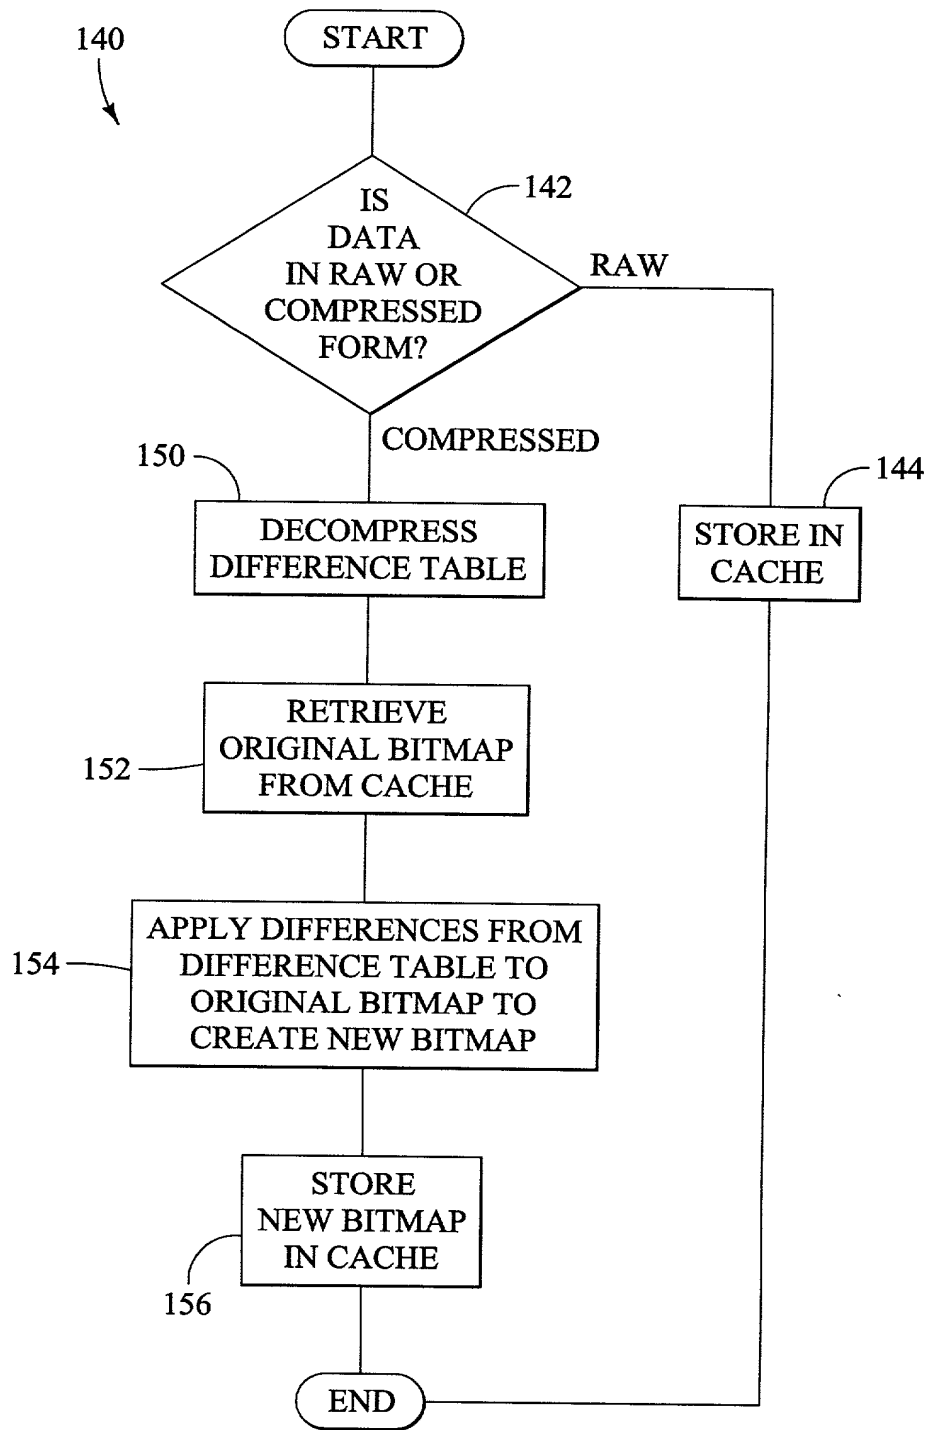 140
START
142
IS
DATA
IN RAW OR
COMPRESSED
FORM?
RAW
COMPRESSED
150
DECOMPRESS
DIFFERENCE TABLE
144
STORE IN
CACHE
RETRIEVE
ORIGINAL BITMAP
FROM CACHE
152
APPLY DIFFERENCES FROM
DIFFERENCE TABLE TO
ORIGINAL BITMAP TO
CREATE NEW BITMAP
154
STORE
NEW BITMAP
IN CACHE
156
END